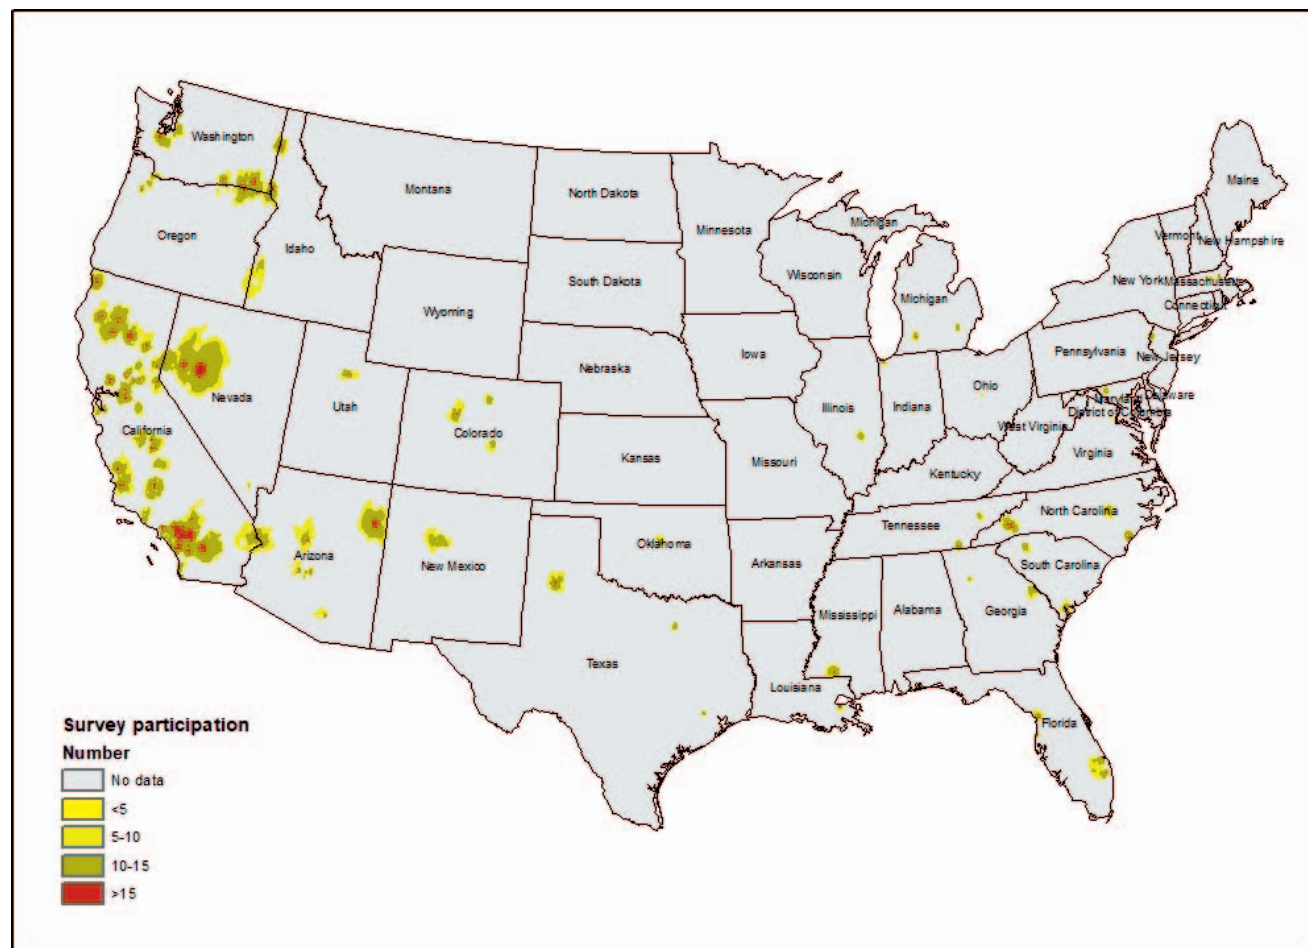 Washington
Montana
North Dakota
Minnesota
Michigan
Maine
Oregon
Idaho
South Dakota
Wisconsin
Michigan
Vermont
New Hampshire
New York
Massachusetts
Connecticut
Wyoming
Iowa
Pennsylvania
New Jersey
Nebraska
Nevada
Utah
Colorado
Illinois
Indiana
Ohio
Maryland
Delaware
District of Columbia
West Virginia
Virginia
California
Kansas
Missouri
Kentucky
Arizona
New Mexico
Oklahoma
Arkansas
Tennessee
North Carolina
South Carolina
Mississippi
Alabama
Georgia
Texas
Louisiana
Florida
Survey participation
Number
No data
<5
5-10
10-15
>15